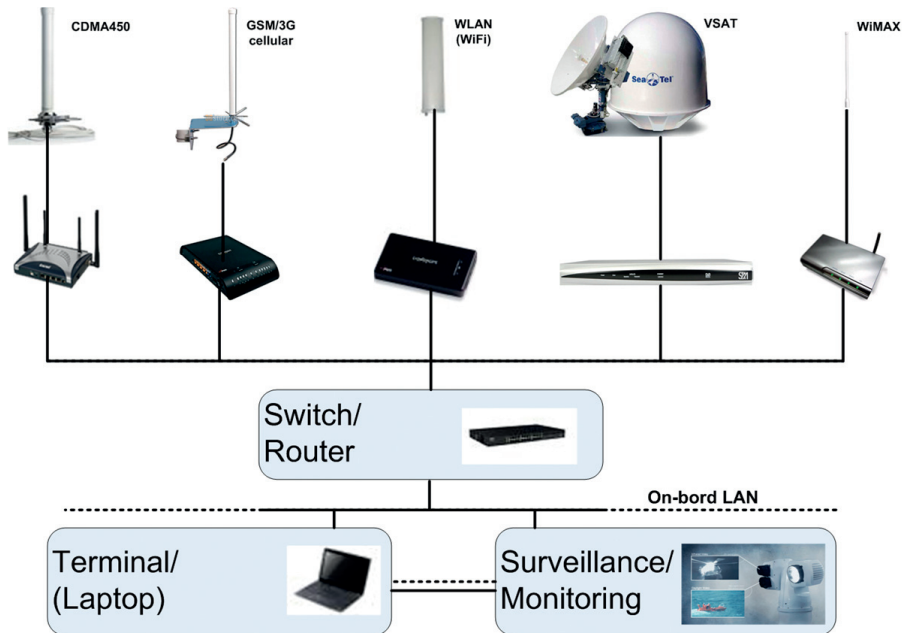 CDMA450
GSM/3G
cellular
WLAN
(WiFi)
VSAT
WiMAX
Sea Tel
Switch/
Router
On-bord LAN
Terminal/
(Laptop)
Surveillance/
Monitoring